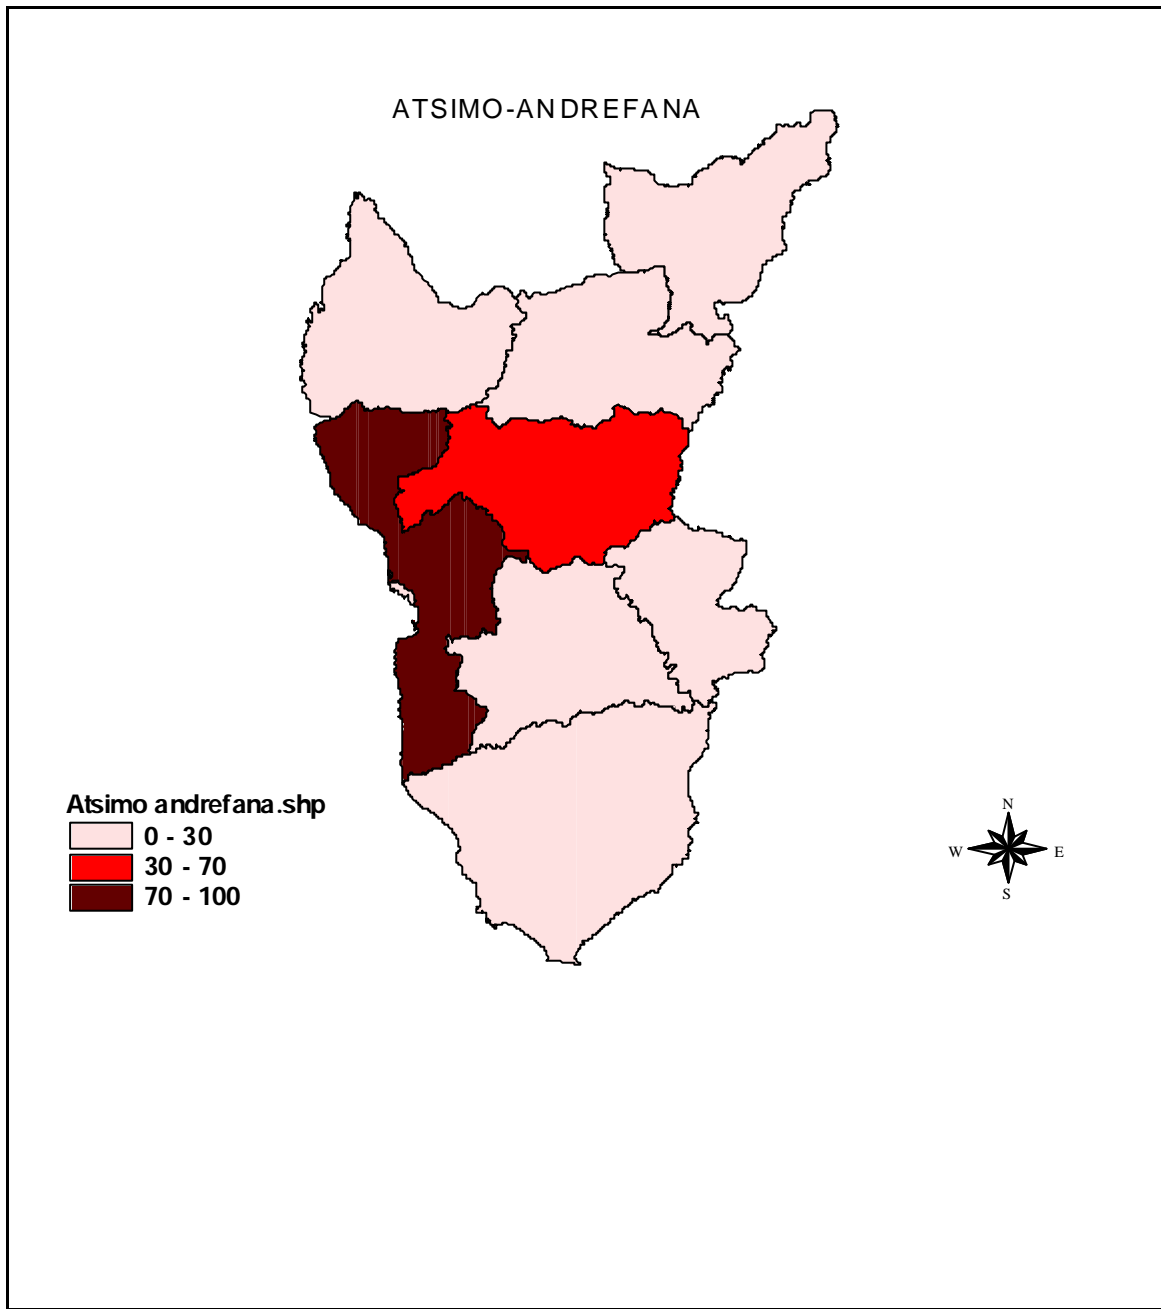 ATSIMO-ANDREFANA
Atsimo andrefana.shp
0 - 30
30 - 70
70 - 100
N
W E
S